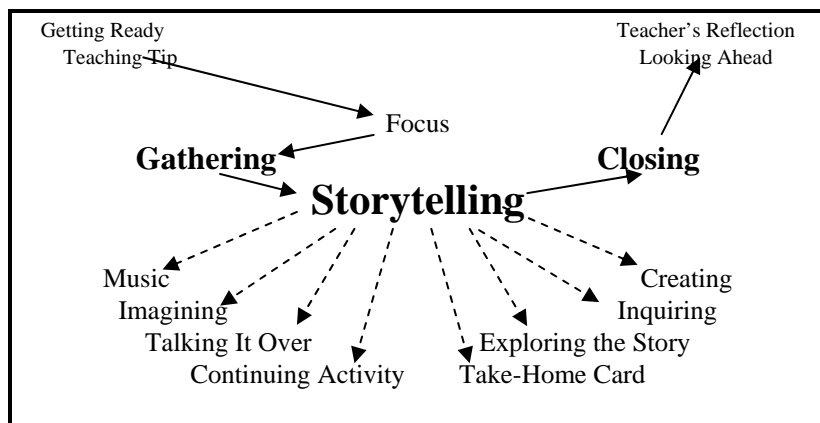 Getting Ready
Teaching Tip
Teacher’s Reflection
Looking Ahead
Focus
Gathering
Closing
Storytelling
Music
Creating
Imagining
Inquiring
Talking It Over
Exploring the Story
Continuing Activity
Take-Home Card